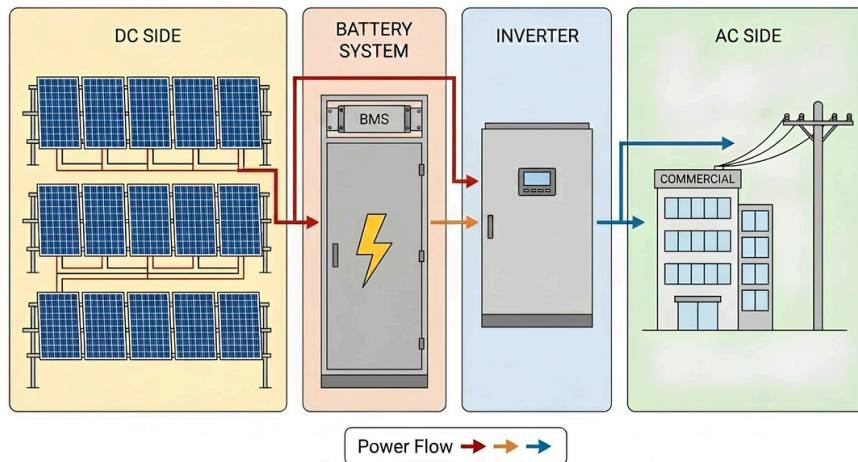 DC SIDE
BATTERY
SYSTEM
INVERTER
AC SIDE
BMS
COMMERCIAL
Power Flow